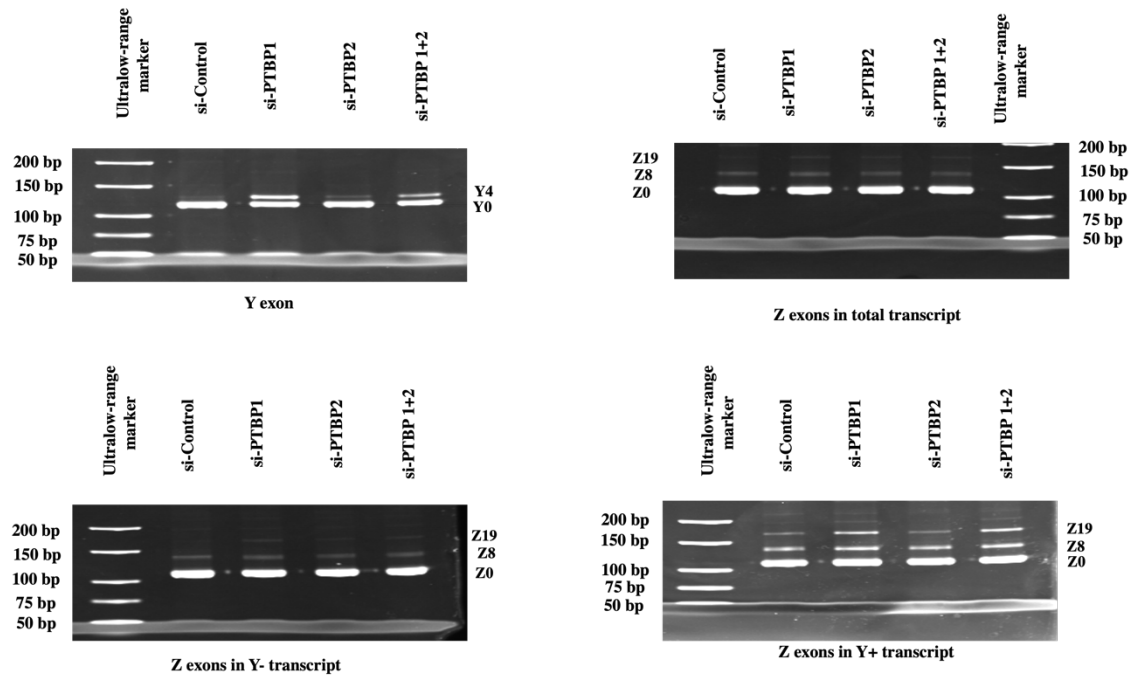 Ultralow-range
marker
si-Control
si-PTBP1
si-PTBP2
si-PTBP 1+2
200 bp
150 bp
100 bp
75 bp
50 bp
Y4
Y0
Y exon
si-Control
si-PTBP1
si-PTBP2
si-PTBP 1+2
Ultralow-range
marker
Z19
Z8
Z0
200 bp
150 bp
100 bp
75 bp
50 bp
Z exons in total transcript
Ultralow-range
marker
si-Control
si-PTBP1
si-PTBP2
si-PTBP 1+2
200 bp
150 bp
100 bp
75 bp
50 bp
Z19
Z8
Z0
Z exons in Y- transcript
Ultralow-range
marker
si-Control
si-PTBP1
si-PTBP2
si-PTBP 1+2
200 bp
150 bp
100 bp
75 bp
50 bp
Z19
Z8
Z0
Z exons in Y+ transcript